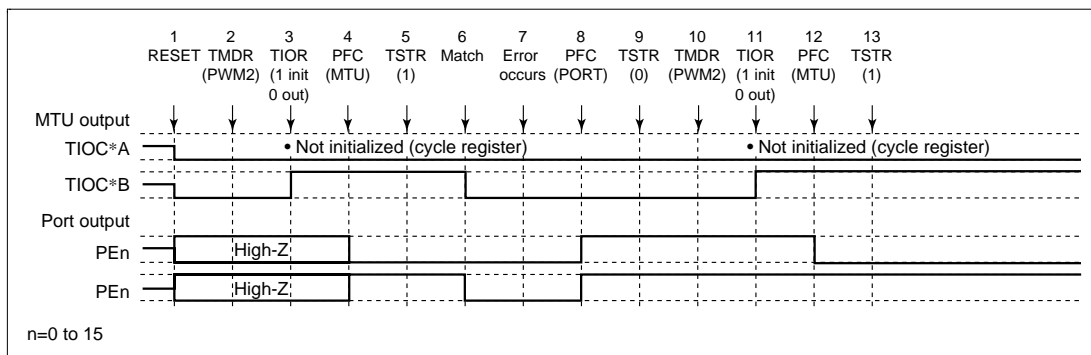 1 2 3 4 5 6 7 8 9 10 11 12 13
RESET TMDR TIOR PFC TSTR Match Error PFC TSTR TMDR TIOR PFC TSTR
(PWM2) (1 init (MTU) (1) occurs (PORT) (0) (PWM2) (1 init (MTU) (1)
0 out) 0 out)
MTU output
TIOC*A • Not initialized (cycle register) • Not initialized (cycle register)
TIOC*B
Port output
PEn High-Z
PEn High-Z
n=0 to 15